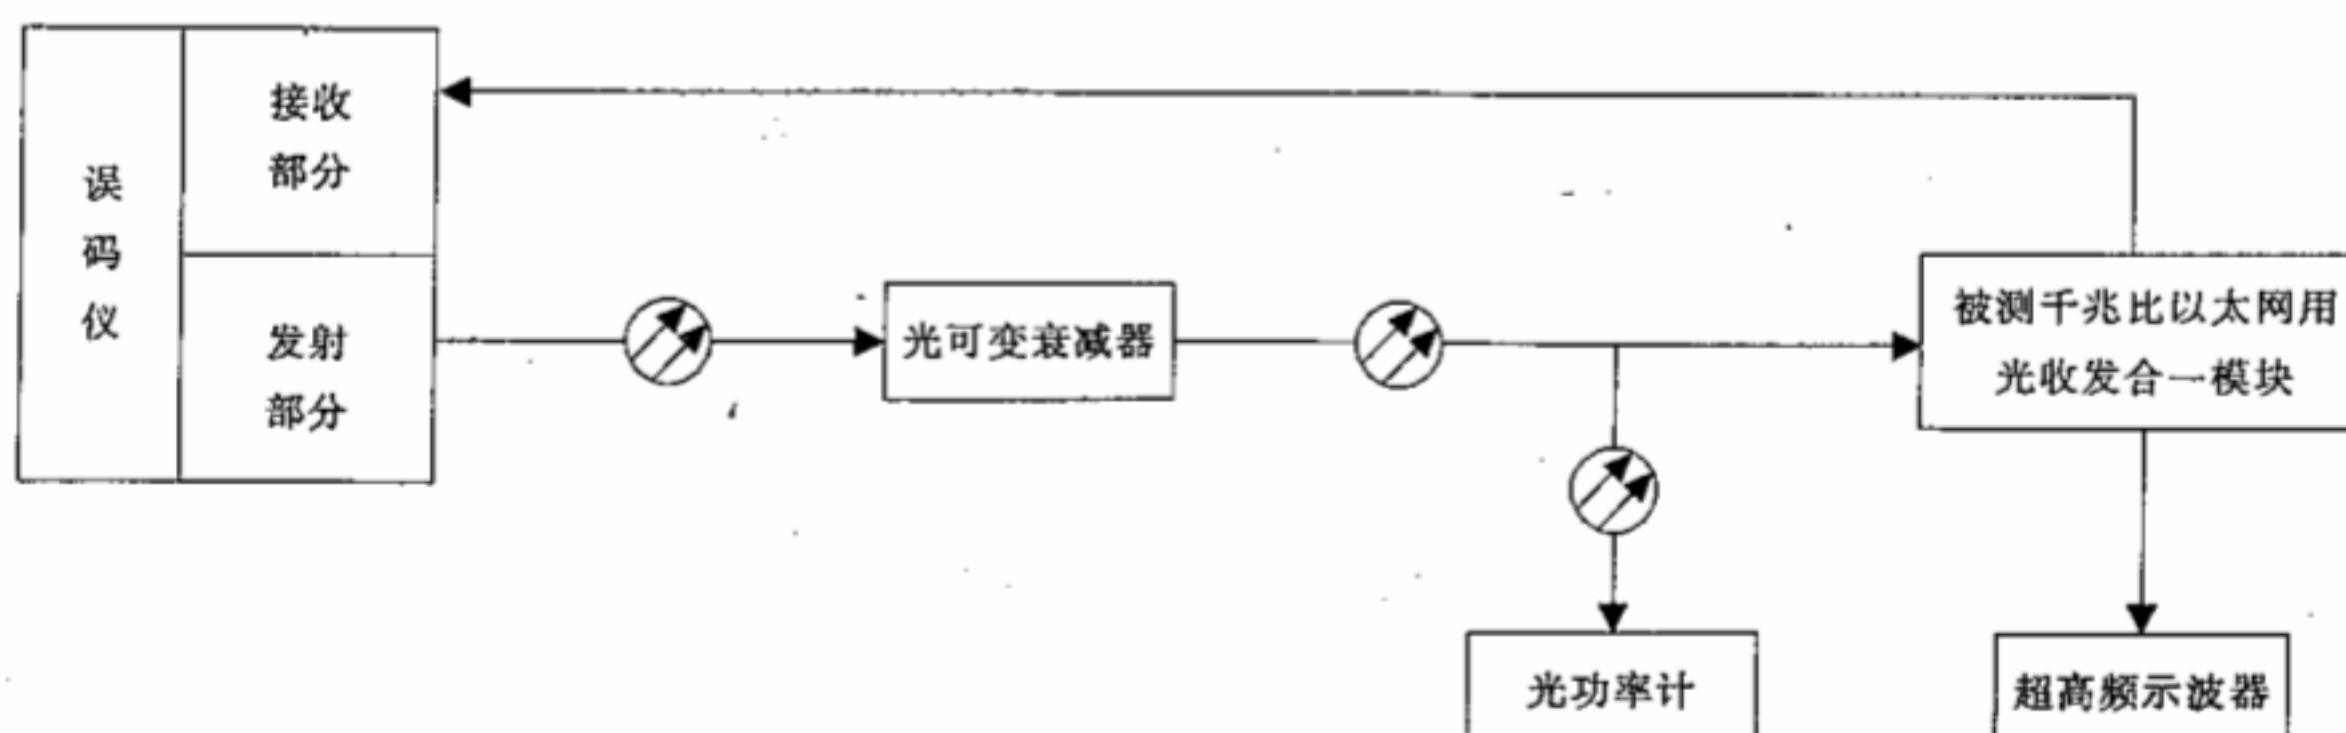 误码仪
接收
部分
发射
部分
光可变衰减器
被测千兆比以太网用
光收发合一模块
光功率计
超高频示波器